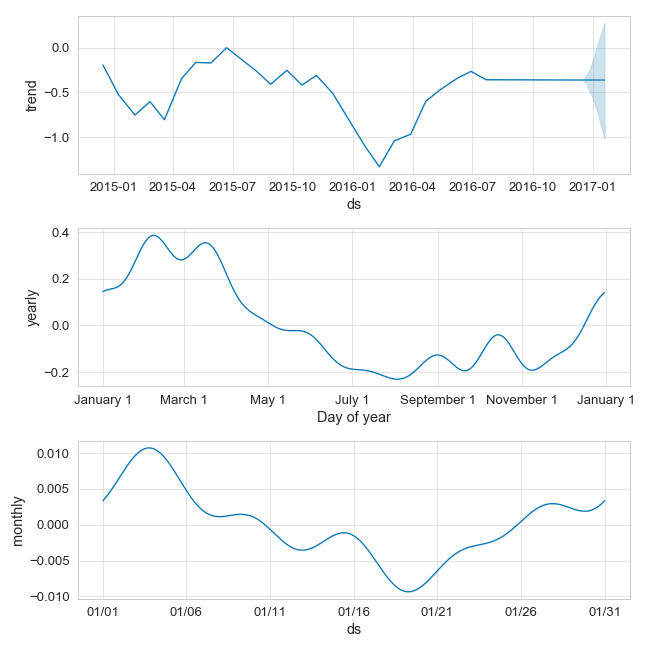 trend
0.0
−0.5
−1.0
2015-01 2015-04 2015-07 2015-10 2016-01 2016-04 2016-07 2016-10 2017-01
ds
yearly
0.4
0.2
0.0
−0.2
January 1 March 1 May 1 July 1 September 1 November 1 January 1
Day of year
monthly
0.010
0.005
0.000
−0.005
−0.010
01/01 01/06 01/11 01/16 01/21 01/26 01/31
ds